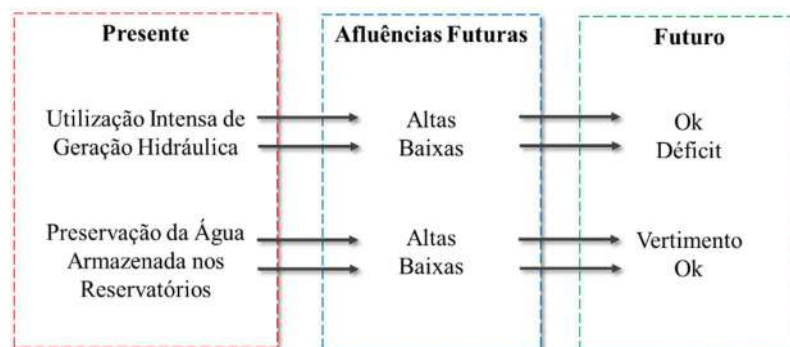 Presente
Afluências Futuras
Futuro
Utilização Intensa de
Geração Hidráulica
Altas
Baixas
Ok
Déficit
Preservação da Água
Armazenada nos
Reservatórios
Altas
Baixas
Vertimento
Ok